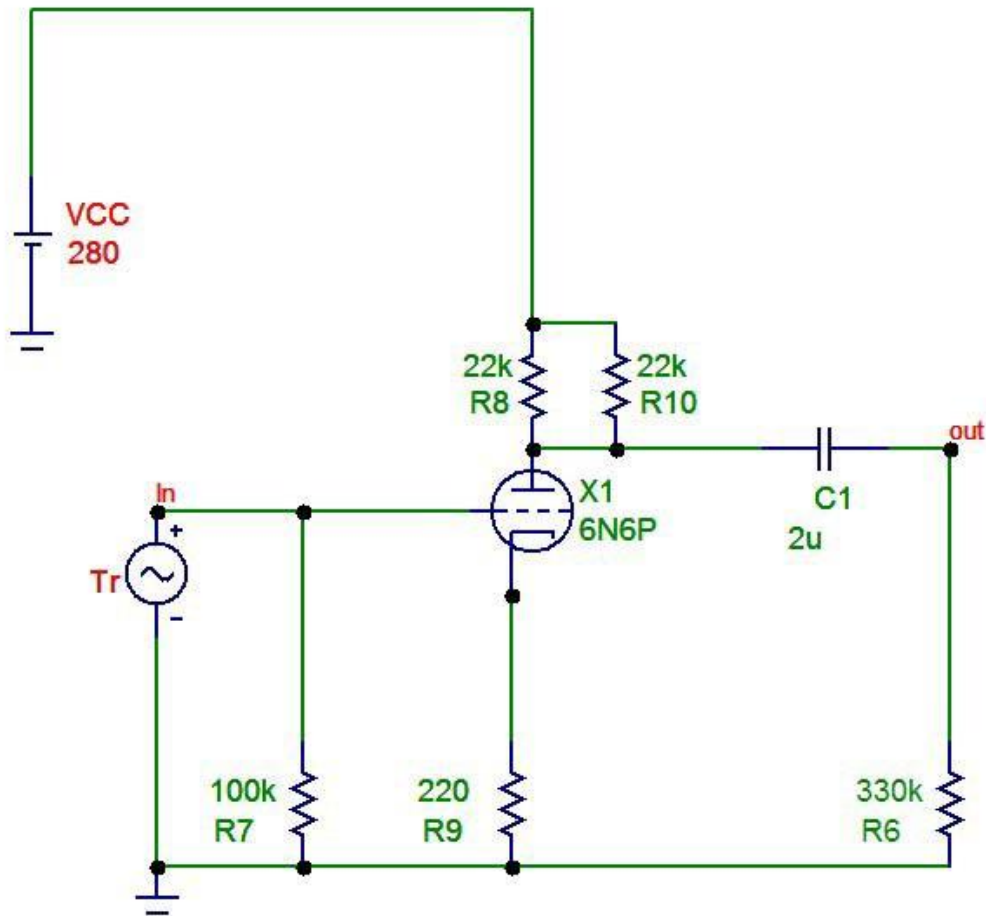 VCC
280
22k
R8
22k
R10
out
In
X1
6N6P
C1
2u
+
Tr
-
100k
R7
220
R9
330k
R6